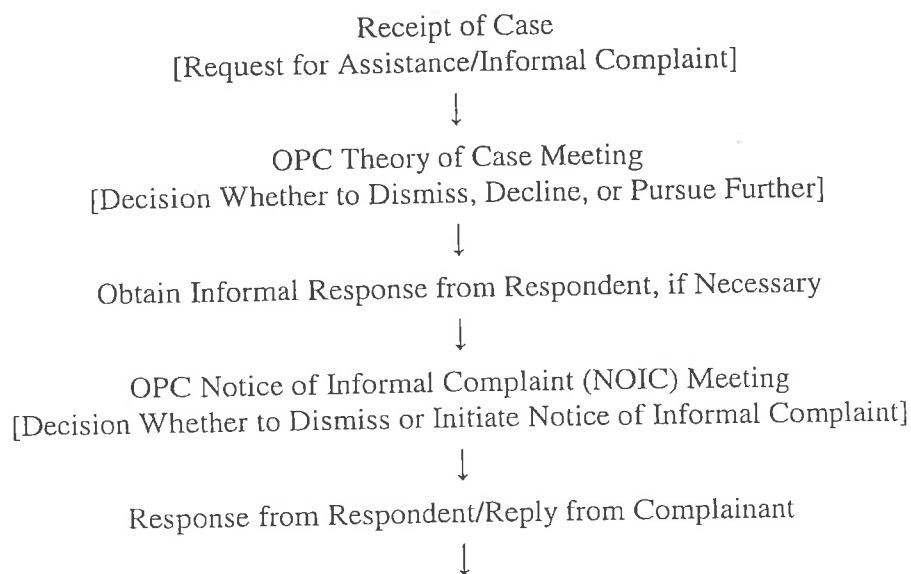 Receipt of Case
[Request for Assistance/Informal Complaint]
↓
OPC Theory of Case Meeting
[Decision Whether to Dismiss, Decline, or Pursue Further]
↓
Obtain Informal Response from Respondent, if Necessary
↓
OPC Notice of Informal Complaint (NOIC) Meeting
[Decision Whether to Dismiss or Initiate Notice of Informal Complaint]
↓
Response from Respondent/Reply from Complainant
↓